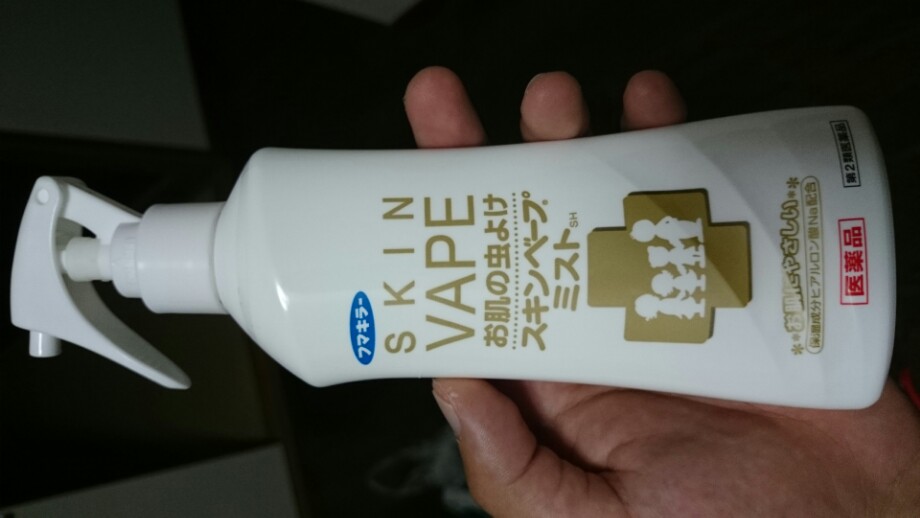 フマキラー
SKIN
VAPE
お肌の虫よけ
スキンベープ®
ミストSH
お肌にやさしい
保湿成分ヒアルロン酸Na配合
医薬品
第2類医薬品